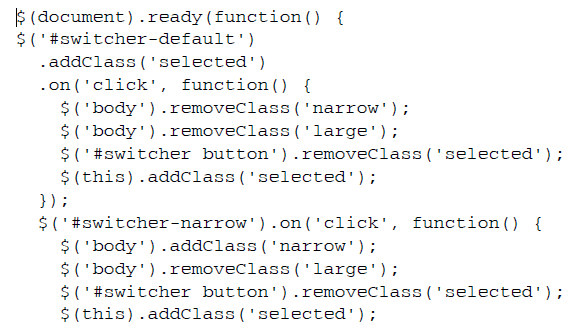 $(document).ready(function() {
$('#switcher-default')
  .addClass('selected')
  .on('click', function() {
    $('body').removeClass('narrow');
    $('body').removeClass('large');
    $('#switcher button').removeClass('selected');
    $(this).addClass('selected');
  });
  $('#switcher-narrow').on('click', function() {
    $('body').addClass('narrow');
    $('body').removeClass('large');
    $('#switcher button').removeClass('selected');
    $(this).addClass('selected');